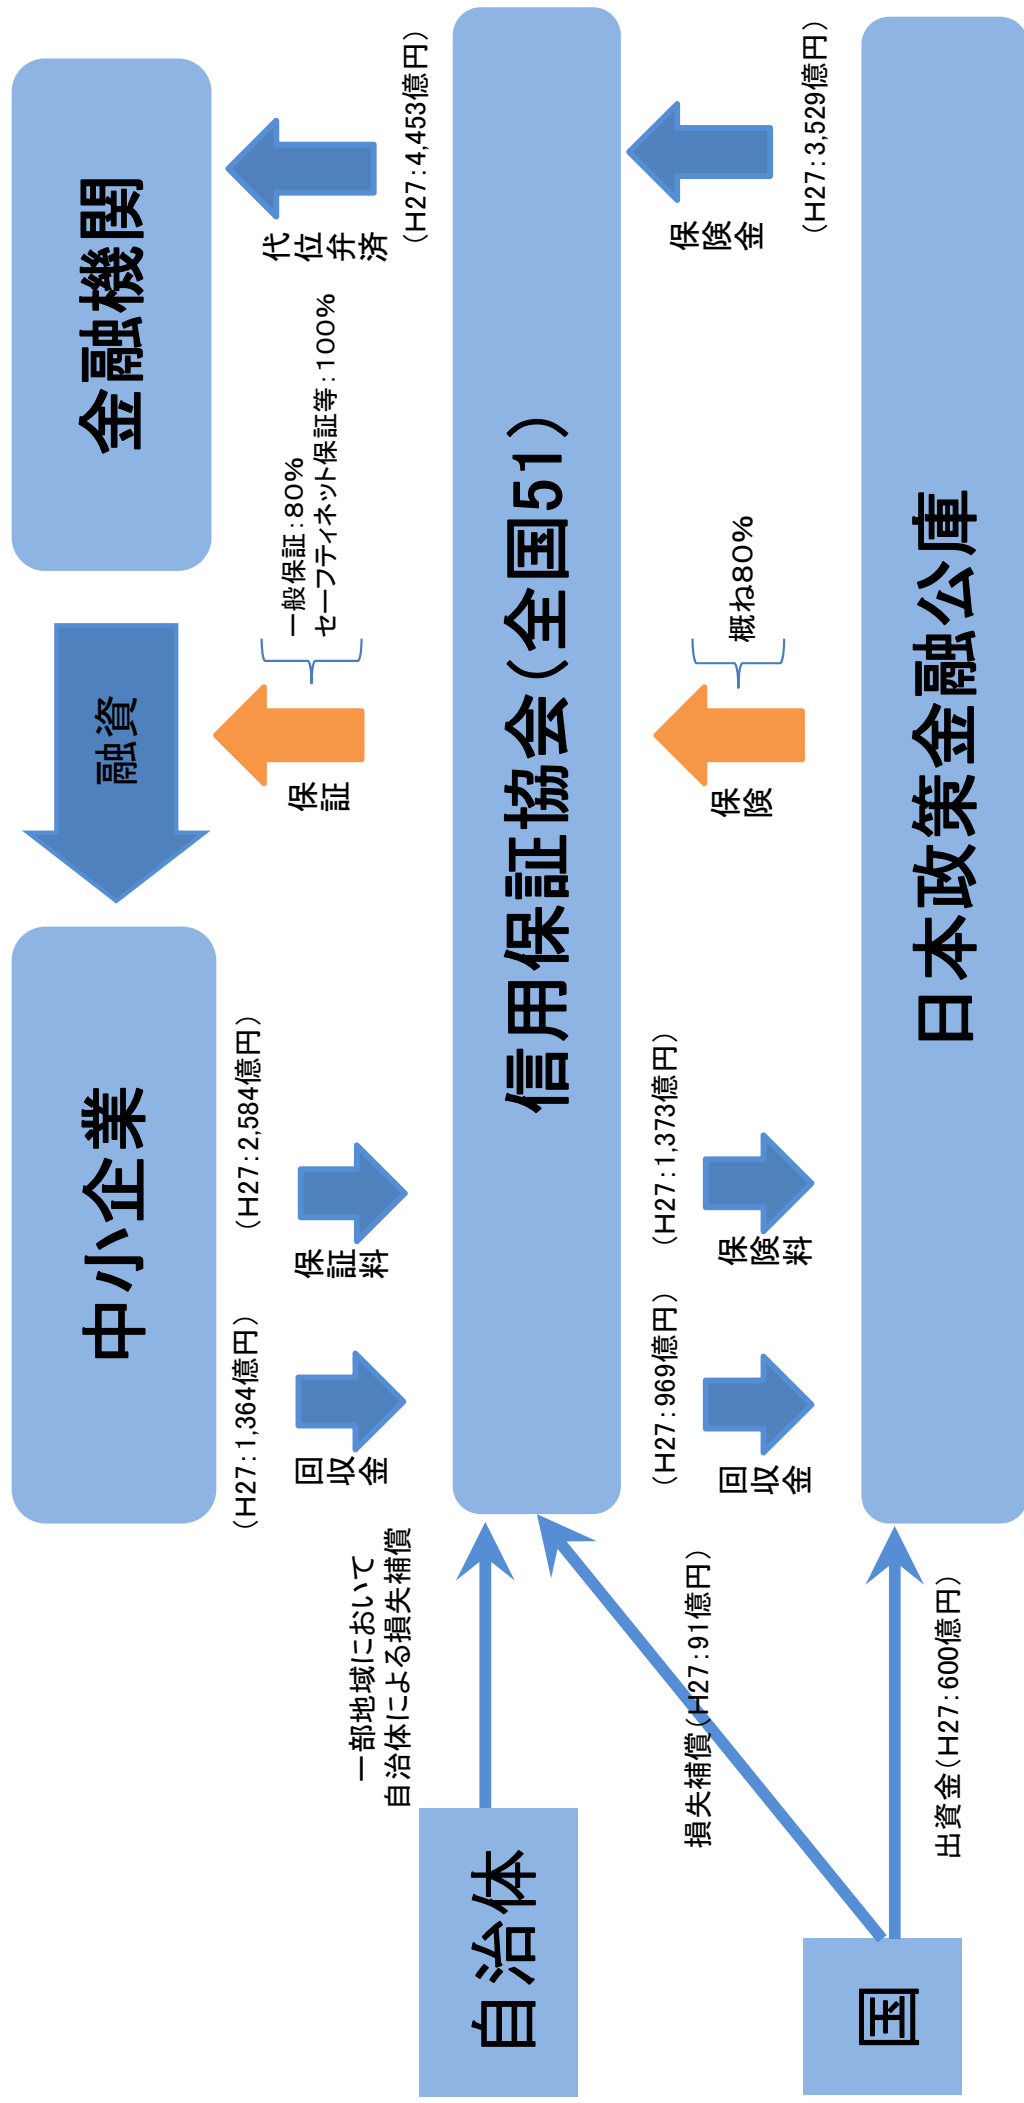 中小企業
融資
金融機関
（H27：1,364億円）
（H27：2,584億円）
回収金
保証料
保証
一般保証：80%
セーフティネット保証等：100%
代位弁済
（H27：4,453億円）
一部地域において
自治体による損失補償
自治体
信用保証協会（全国51）
（H27：969億円）
（H27：1,373億円）
回収金
保険料
保険
概ね80%
保険金
（H27：3,529億円）
損失補償（H27：91億円）
国
日本政策金融公庫
出資金（H27：600億円）